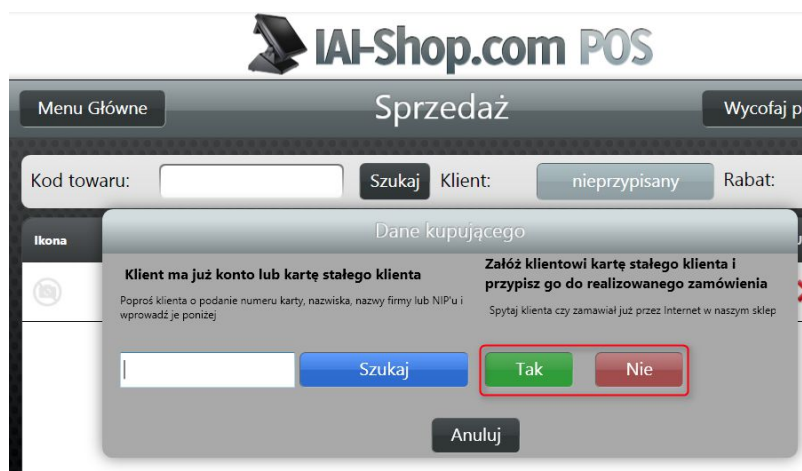 IAI-Shop.com POS
Menu Główne
Sprzedaż
Wycofaj p
Kod towaru:
Szukaj
Klient:
nieprzypisany
Rabat:
Ikona
Dane kupującego
Klient ma już konto lub kartę stałego klienta
Poproś klienta o podanie numeru karty, nazwiska, nazwy firmy lub NIP'u i
wprowadź je poniżej
Szukaj
Załóż klientowi kartę stałego klienta i
przypisz go do realizowanego zamówienia
Spytaj klienta czy zamawiał już przez Internet w naszym sklep
Tak
Nie
Anuluj